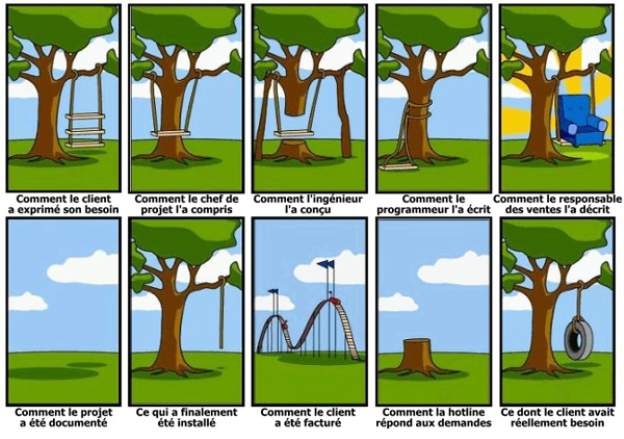 Comment le client
a exprimé son besoin
Comment le chef de
projet l'a compris
Comment l'ingénieur
l'a conçu
Comment le
programmeur l'a écrit
Comment le responsable
des ventes l'a décrit
Comment le projet
a été documenté
Ce qui a finalement
été installé
Comment le client
a été facturé
Comment la hotline
répond aux demandes
Ce dont le client avait
réellement besoin